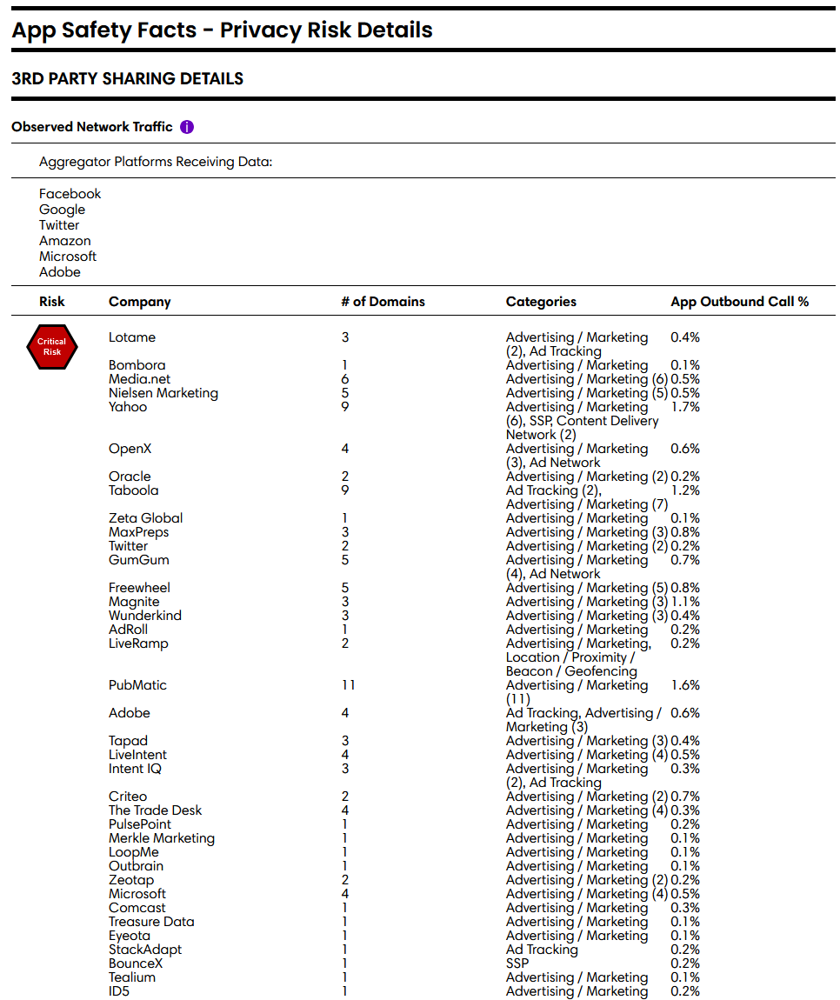 App Safety Facts - Privacy Risk Details
3RD PARTY SHARING DETAILS
Observed Network Traffic i
Aggregator Platforms Receiving Data:
Facebook
Google
Twitter
Amazon
Microsoft
Adobe
Risk Company # of Domains Categories App Outbound Call %
Critical
Risk
Lotame 3 Advertising / Marketing 0.4%
(2), Ad Tracking
Bombora 1 Advertising / Marketing 0.1%
Media.net 6 Advertising / Marketing (6) 0.5%
Nielsen Marketing 5 Advertising / Marketing (5) 0.5%
Yahoo 9 Advertising / Marketing 1.7%
(6), SSP, Content Delivery
Network (2)
OpenX 4 Advertising / Marketing 0.6%
(3), Ad Network
Oracle 2 Advertising / Marketing (2) 0.2%
Taboola 9 Ad Tracking (2), 1.2%
Advertising / Marketing (7)
Zeta Global 1 Advertising / Marketing 0.1%
MaxPreps 3 Advertising / Marketing (3) 0.8%
Twitter 2 Advertising / Marketing (2) 0.2%
GumGum 5 Advertising / Marketing 0.7%
(4), Ad Network
Freewheel 5 Advertising / Marketing (5) 0.8%
Magnite 3 Advertising / Marketing (3) 1.1%
Wunderkind 3 Advertising / Marketing (3) 0.4%
AdRoll 1 Advertising / Marketing 0.2%
LiveRamp 2 Advertising / Marketing, 0.2%
Location / Proximity /
Beacon / Geofencing
PubMatic 11 Advertising / Marketing 1.6%
(11)
Adobe 4 Ad Tracking, Advertising / 0.6%
Marketing (3)
Tapad 3 Advertising / Marketing (3) 0.4%
LiveIntent 4 Advertising / Marketing (4) 0.5%
Intent IQ 3 Advertising / Marketing 0.3%
(2), Ad Tracking
Criteo 2 Advertising / Marketing (2) 0.7%
The Trade Desk 4 Advertising / Marketing (4) 0.3%
PulsePoint 1 Advertising / Marketing 0.2%
Merkle Marketing 1 Advertising / Marketing 0.1%
LoopMe 1 Advertising / Marketing 0.1%
Outbrain 1 Advertising / Marketing 0.1%
Zeotap 2 Advertising / Marketing (2) 0.2%
Microsoft 4 Advertising / Marketing (4) 0.5%
Comcast 1 Advertising / Marketing 0.3%
Treasure Data 1 Advertising / Marketing 0.1%
Eyeota 1 Advertising / Marketing 0.1%
StackAdapt 1 Ad Tracking 0.2%
BounceX 1 SSP 0.2%
Tealium 1 Advertising / Marketing 0.1%
ID5 1 Advertising / Marketing 0.2%